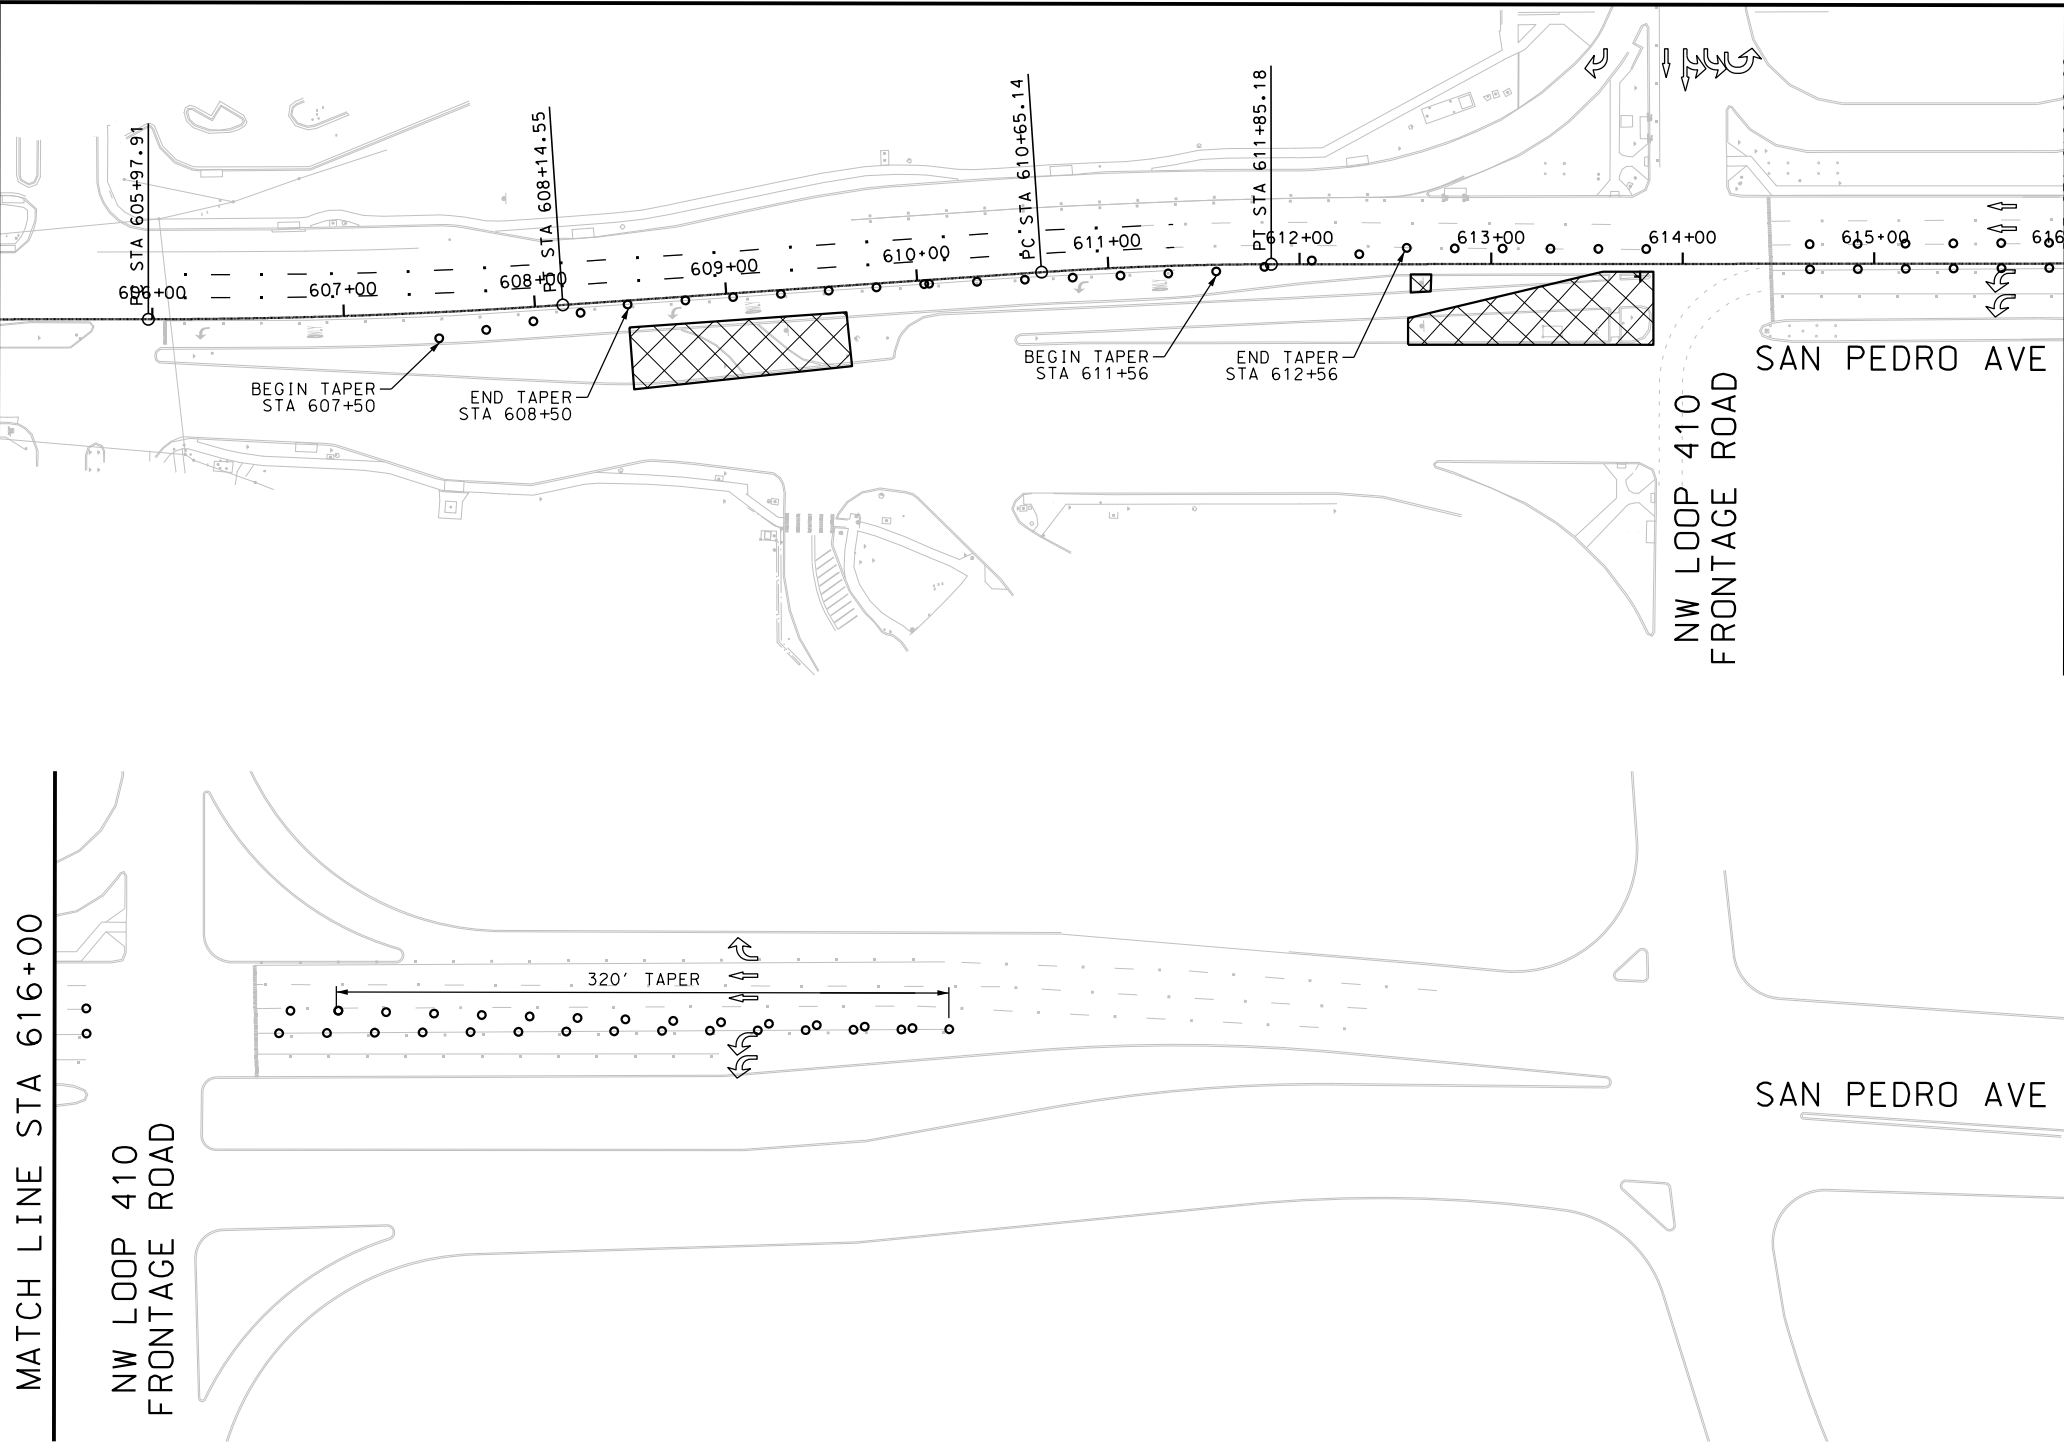 PC STA 605+97.91
PT STA 608+14.55
PC STA 610+65.14
PT STA 611+85.18
606+00
607+00
608+00
609+00
610+00
611+00
612+00
613+00
614+00
615+00
616
BEGIN TAPER
STA 607+50
END TAPER
STA 608+50
BEGIN TAPER
STA 611+56
END TAPER
STA 612+56
SAN PEDRO AVE
NW LOOP 410
FRONTAGE ROAD
MATCH LINE STA 616+00
320' TAPER
NW LOOP 410
FRONTAGE ROAD
SAN PEDRO AVE